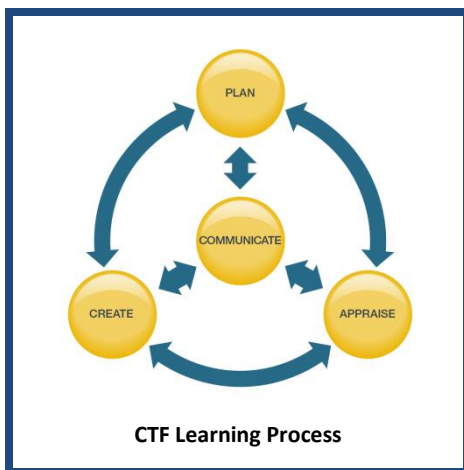 PLAN
COMMUNICATE
CREATE
APPRAISE
CTF Learning Process